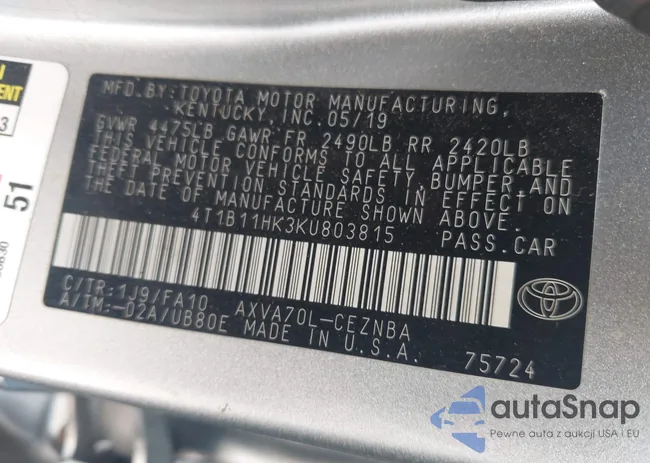 MFD.BY:TOYOTA MOTOR MANUFACTURING,
KENTUCKY,INC.05/19
GVWR 4475LB GAWR FR 2490LB RR 2420LB
THIS VEHICLE CONFORMS TO ALL APPLICABLE
FEDERAL MOTOR VEHICLE SAFETY,BUMPER,AND
THEFT PREVENTION STANDARDS IN EFFECT ON
THE DATE OF MANUFACTURE SHOWN ABOVE.
4T1B11HK3KU803815 PASS.CAR
C/TR:1J9/FA10 AXVA70L-CEZNBA
A/TM:-02A/UB80E MADE IN U.S.A.
75724
51
3
autaSnap
Pewne auta z aukcji USA i EU